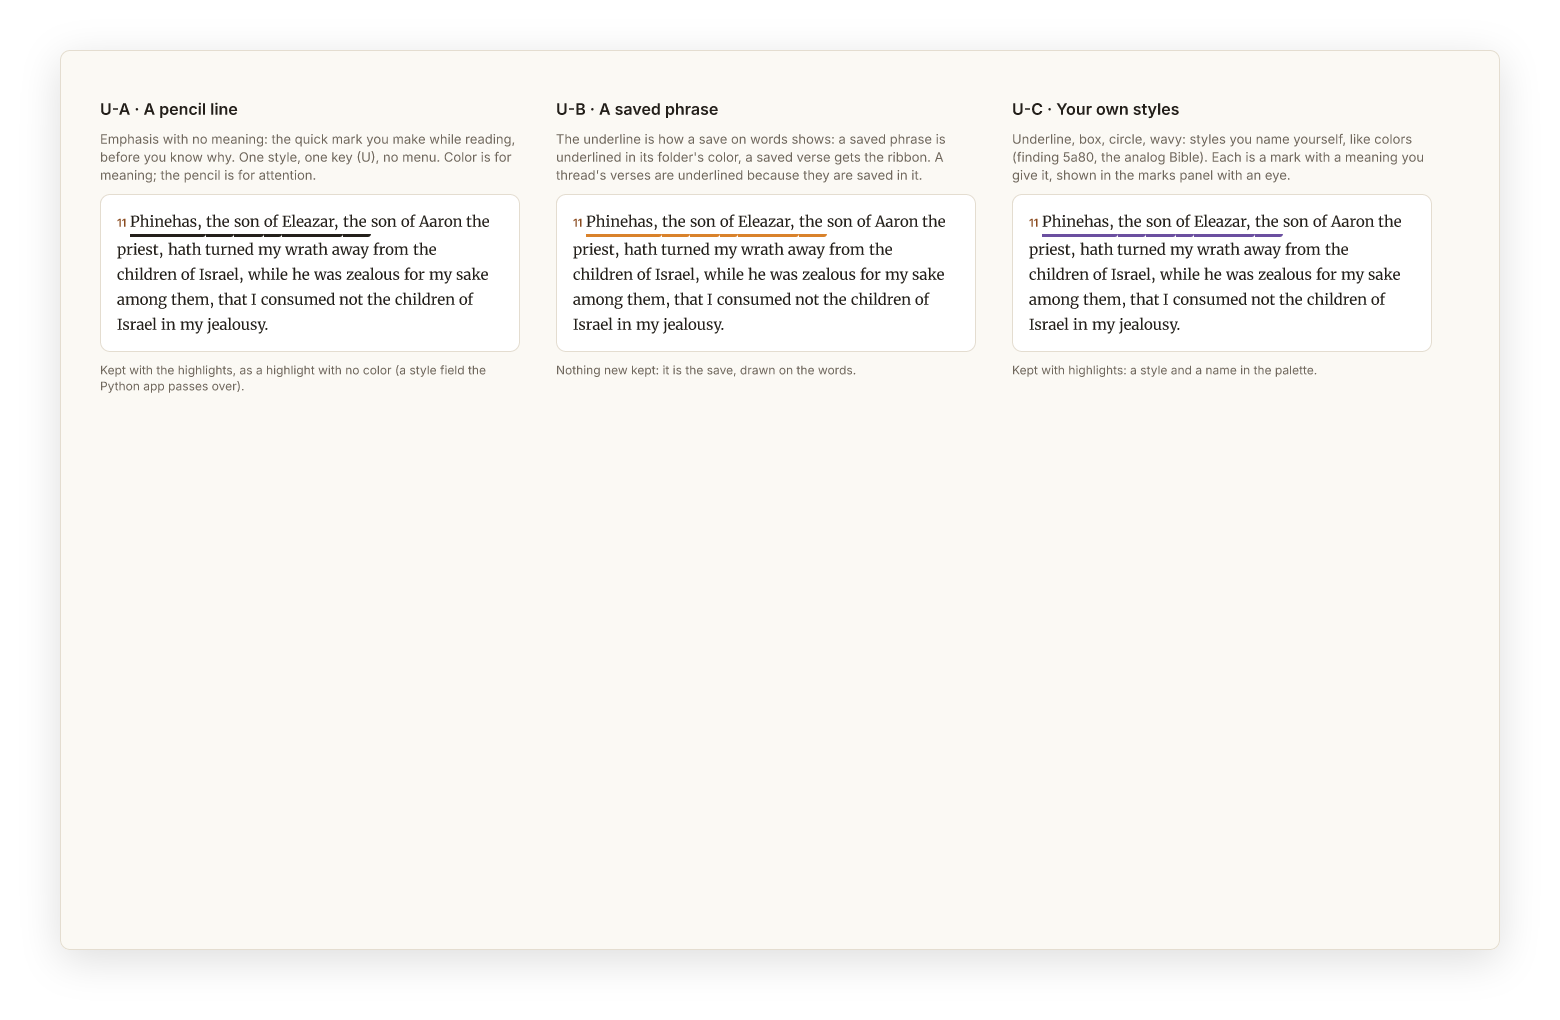 U-A · A pencil line
Emphasis with no meaning: the quick mark you make while reading,
before you know why. One style, one key (U), no menu. Color is for
meaning; the pencil is for attention.
11 Phinehas, the son of Eleazar, the son of Aaron the
priest, hath turned my wrath away from the
children of Israel, while he was zealous for my sake
among them, that I consumed not the children of
Israel in my jealousy.
Kept with the highlights, as a highlight with no color (a style field the
Python app passes over).
U-B · A saved phrase
The underline is how a save on words shows: a saved phrase is
underlined in its folder's color, a saved verse gets the ribbon. A
thread's verses are underlined because they are saved in it.
11 Phinehas, the son of Eleazar, the son of Aaron the
priest, hath turned my wrath away from the
children of Israel, while he was zealous for my sake
among them, that I consumed not the children of
Israel in my jealousy.
Nothing new kept: it is the save, drawn on the words.
U-C · Your own styles
Underline, box, circle, wavy: styles you name yourself, like colors
(finding 5a80, the analog Bible). Each is a mark with a meaning you
give it, shown in the marks panel with an eye.
11 Phinehas, the son of Eleazar, the son of Aaron the
priest, hath turned my wrath away from the
children of Israel, while he was zealous for my sake
among them, that I consumed not the children of
Israel in my jealousy.
Kept with highlights: a style and a name in the palette.